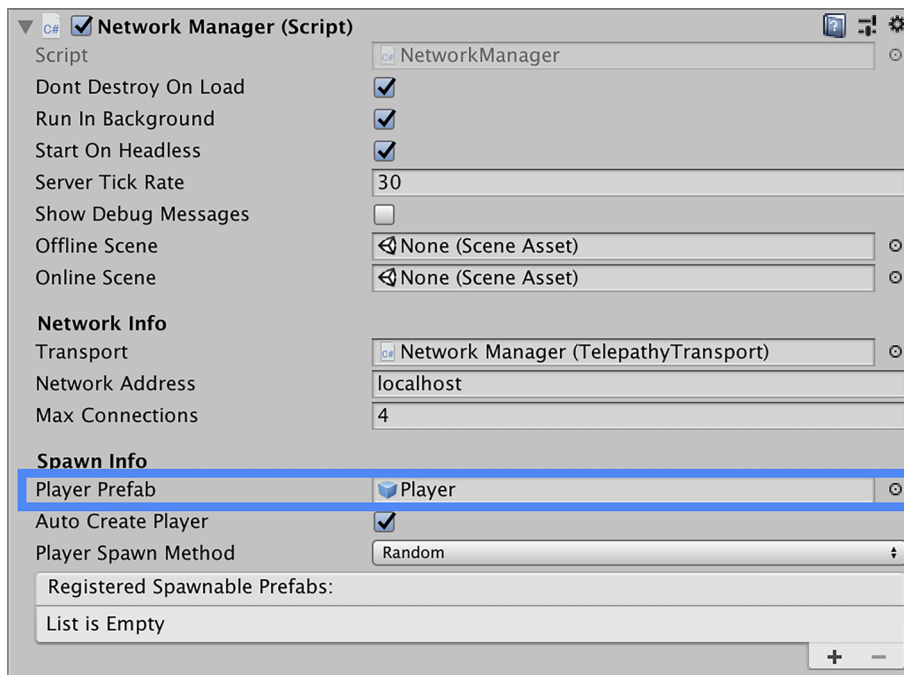 C# Network Manager (Script)
Script C# NetworkManager
Dont Destroy On Load
Run In Background
Start On Headless
Server Tick Rate 30
Show Debug Messages
Offline Scene None (Scene Asset)
Online Scene None (Scene Asset)
Network Info
Transport C# Network Manager (TelepathyTransport)
Network Address localhost
Max Connections 4
Spawn Info
Player Prefab Player
Auto Create Player
Player Spawn Method Random
Registered Spawnable Prefabs:
List is Empty
+ −